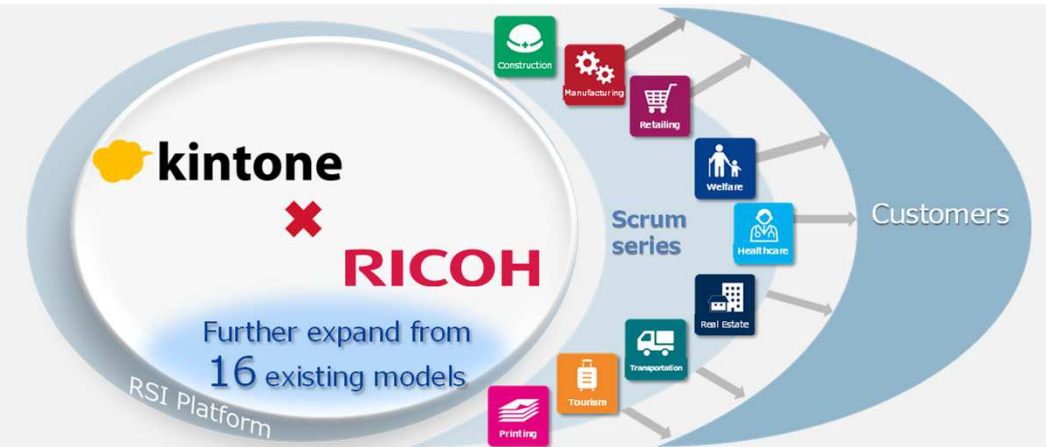 kintone
RICOH
Further expand from
16 existing models
RSI Platform
Scrum
series
Construction
Manufacturing
Retailing
Welfare
Healthcare
Real Estate
Transportation
Tourism
Printing
Customers